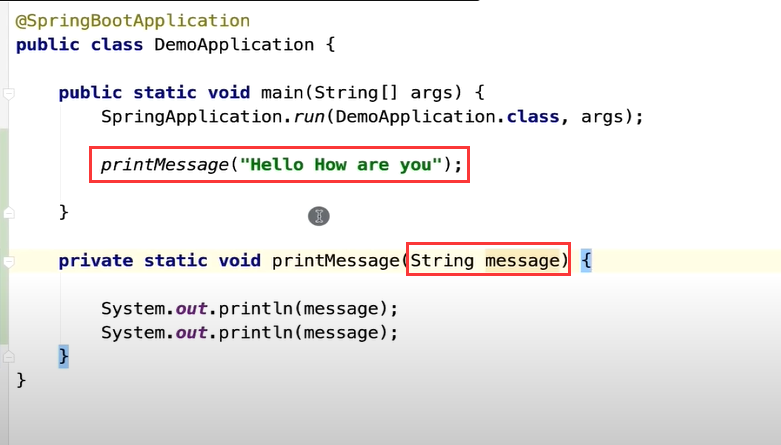 @SpringBootApplication
public class DemoApplication {
public static void main(String[] args) {
SpringApplication.run(DemoApplication.class, args);
printMessage("Hello How are you");
}
private static void printMessage(String message) {
System.out.println(message);
System.out.println(message);
}
}